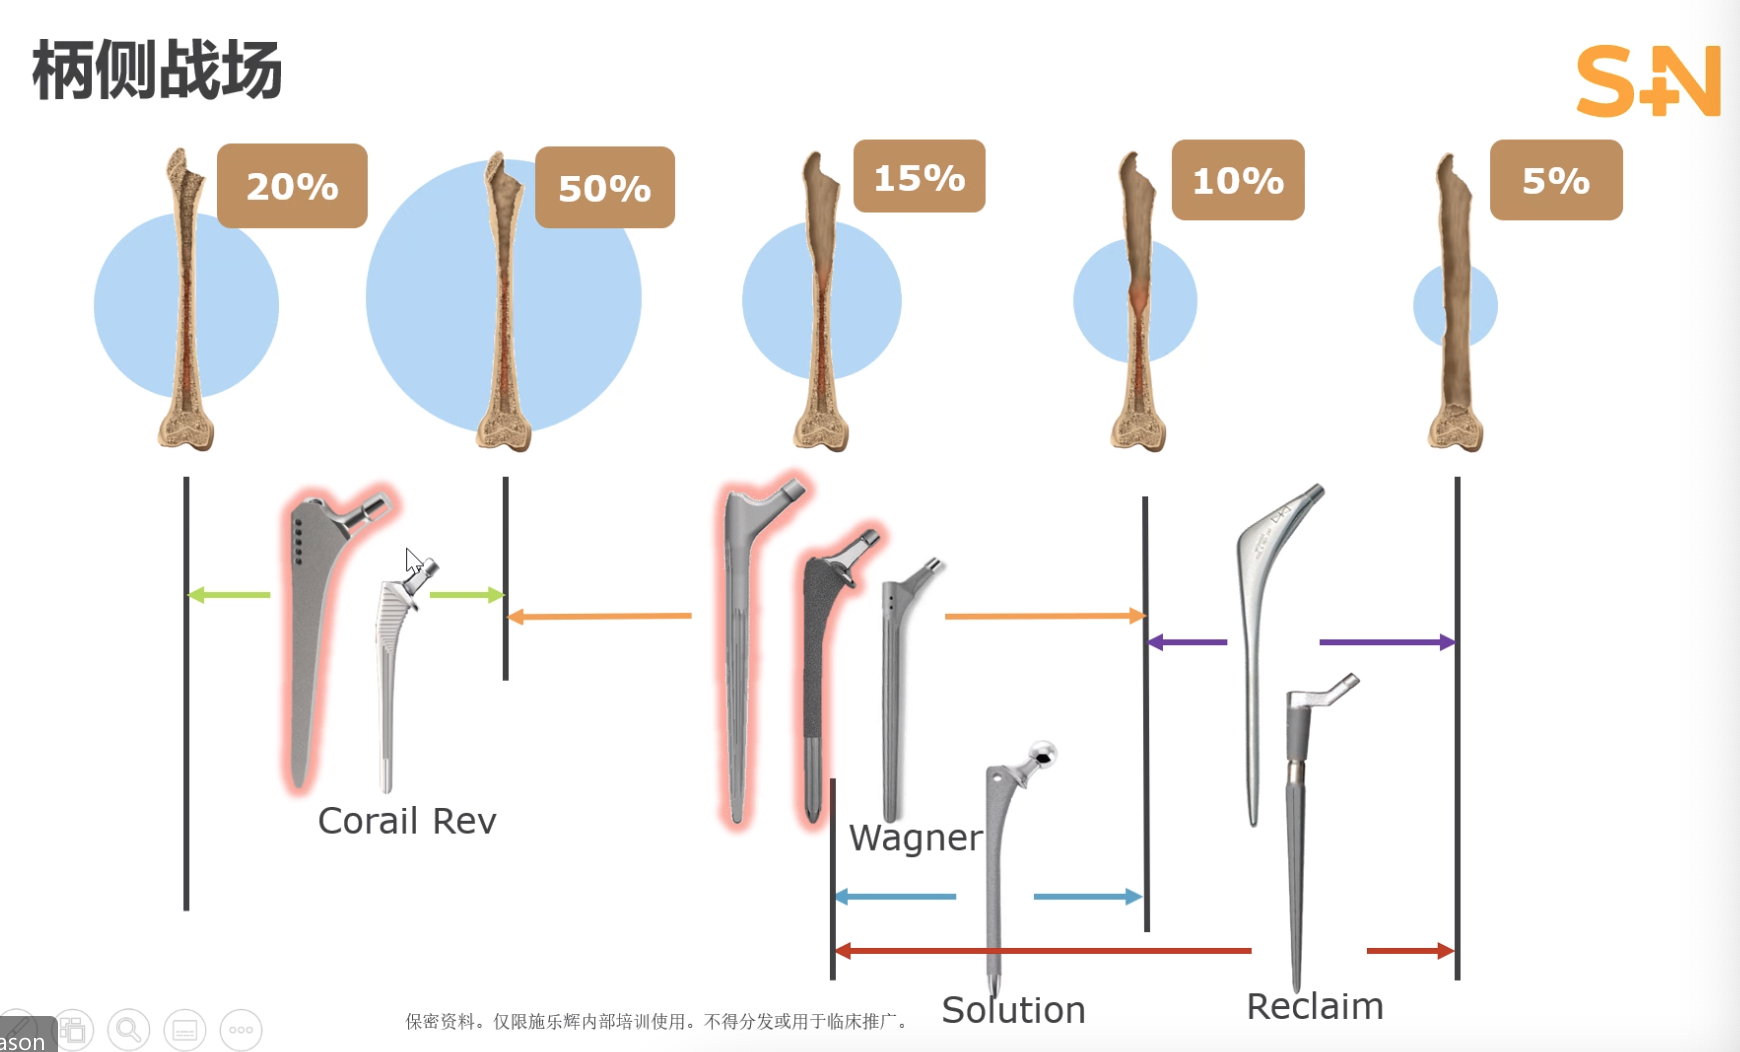 柄侧战场
S+N
20%
50%
15%
10%
5%
Corail Rev
Wagner
Solution
Reclaim
保密资料。仅限施乐辉内部培训使用。不得分发或用于临床推广。
ason